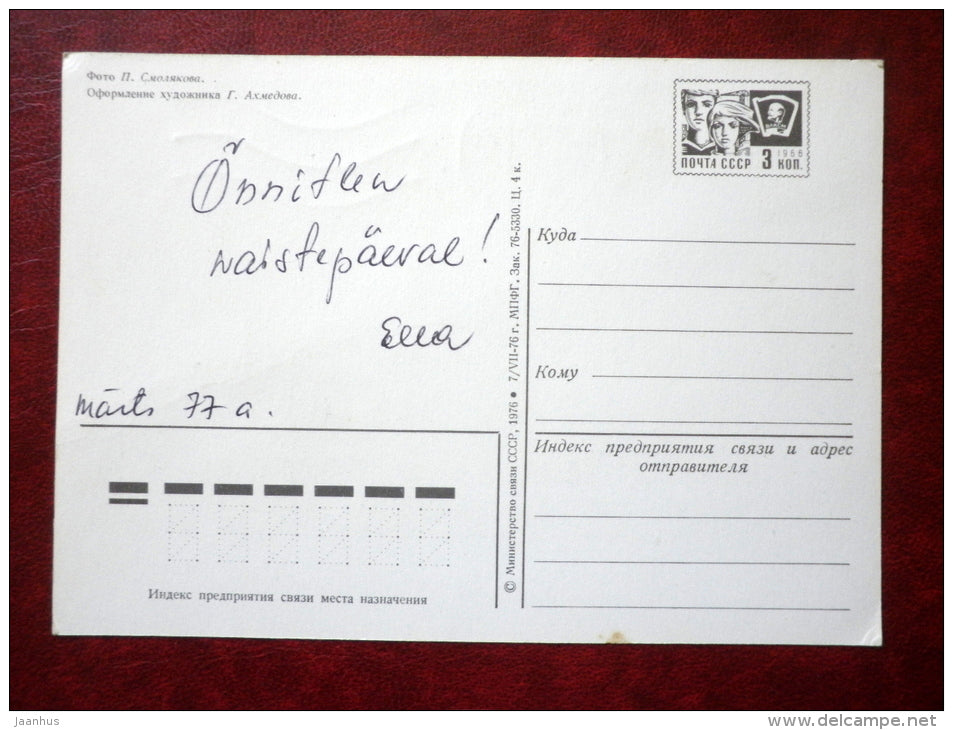 Фото П. Смолякова.
Оформление художника Г. Ахмедова.
Õnnitlen
naistepäeval!
Ella
märts 77 a.
Индекс предприятия связи места назначения
© Министерство связи СССР, 1976 ● 7/VII-76 г. МПФГ. Зак. 76-5330. Ц. 4 к.
1966
ПОЧТА СССР 3 КОП.
ВЛКСМ
Куда
Кому
Индекс предприятия связи и адрес
отправителя
jaanhus
www.delcampe.net